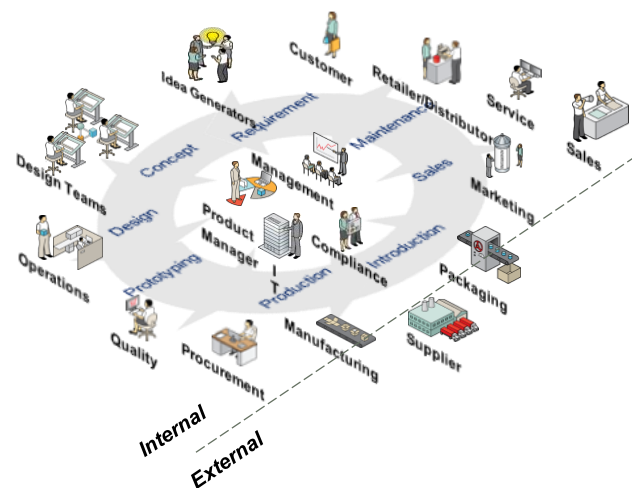 Customer
Idea Generators
Retailer/Distributor
Service
Sales
Requirement
Maintenance
Concept
Management
Sales
Marketing
Design Teams
Design
Product
Manager
IT
Compliance
Introduction
Operations
Prototyping
Production
Packaging
Quality
Procurement
Manufacturing
Supplier
Internal
External